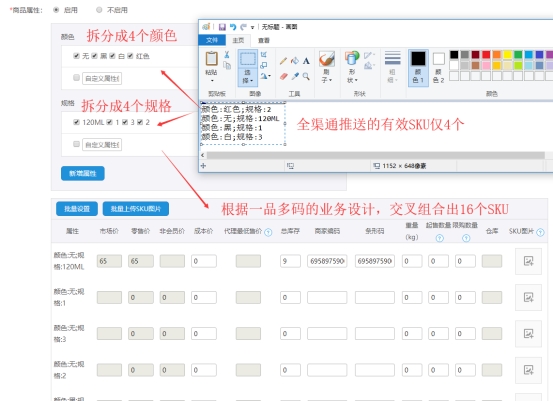 *商品属性: 启用 不启用
颜色 拆分成4个颜色
无 黑 白 红色
自定义属性
规格 拆分成4个规格
120ML 1 3 2
自定义属性
新增属性
无标题 - 画图
文件 主页 查看
粘贴 选择 刷子 形状 粗细 颜色1 颜色2
剪贴板 图像 工具 形状 颜色
颜色:红色;规格:2
颜色:无;规格:120ML
颜色:黑;规格:1
颜色:白;规格:3
全渠道推送的有效SKU仅4个
1152 × 648像素
根据一品多码的业务设计，交叉组合出16个SKU
批量设置 批量上传SKU图片
属性 市场价 零售价 非会员价 成本价 代理最低售价 总库存 商家编码 条形码 重量(kg) 起售数量 限购数量 仓库 SKU图片
颜色:无;规格:120ML 65 65 0 9 695897590 695897590 0 0 0
颜色:无;规格:1 0 0 0 0 0 0 0
颜色:无;规格:3 0 0 0 0 0 0 0
颜色:无;规格:2 0 0 0 0 0 0 0